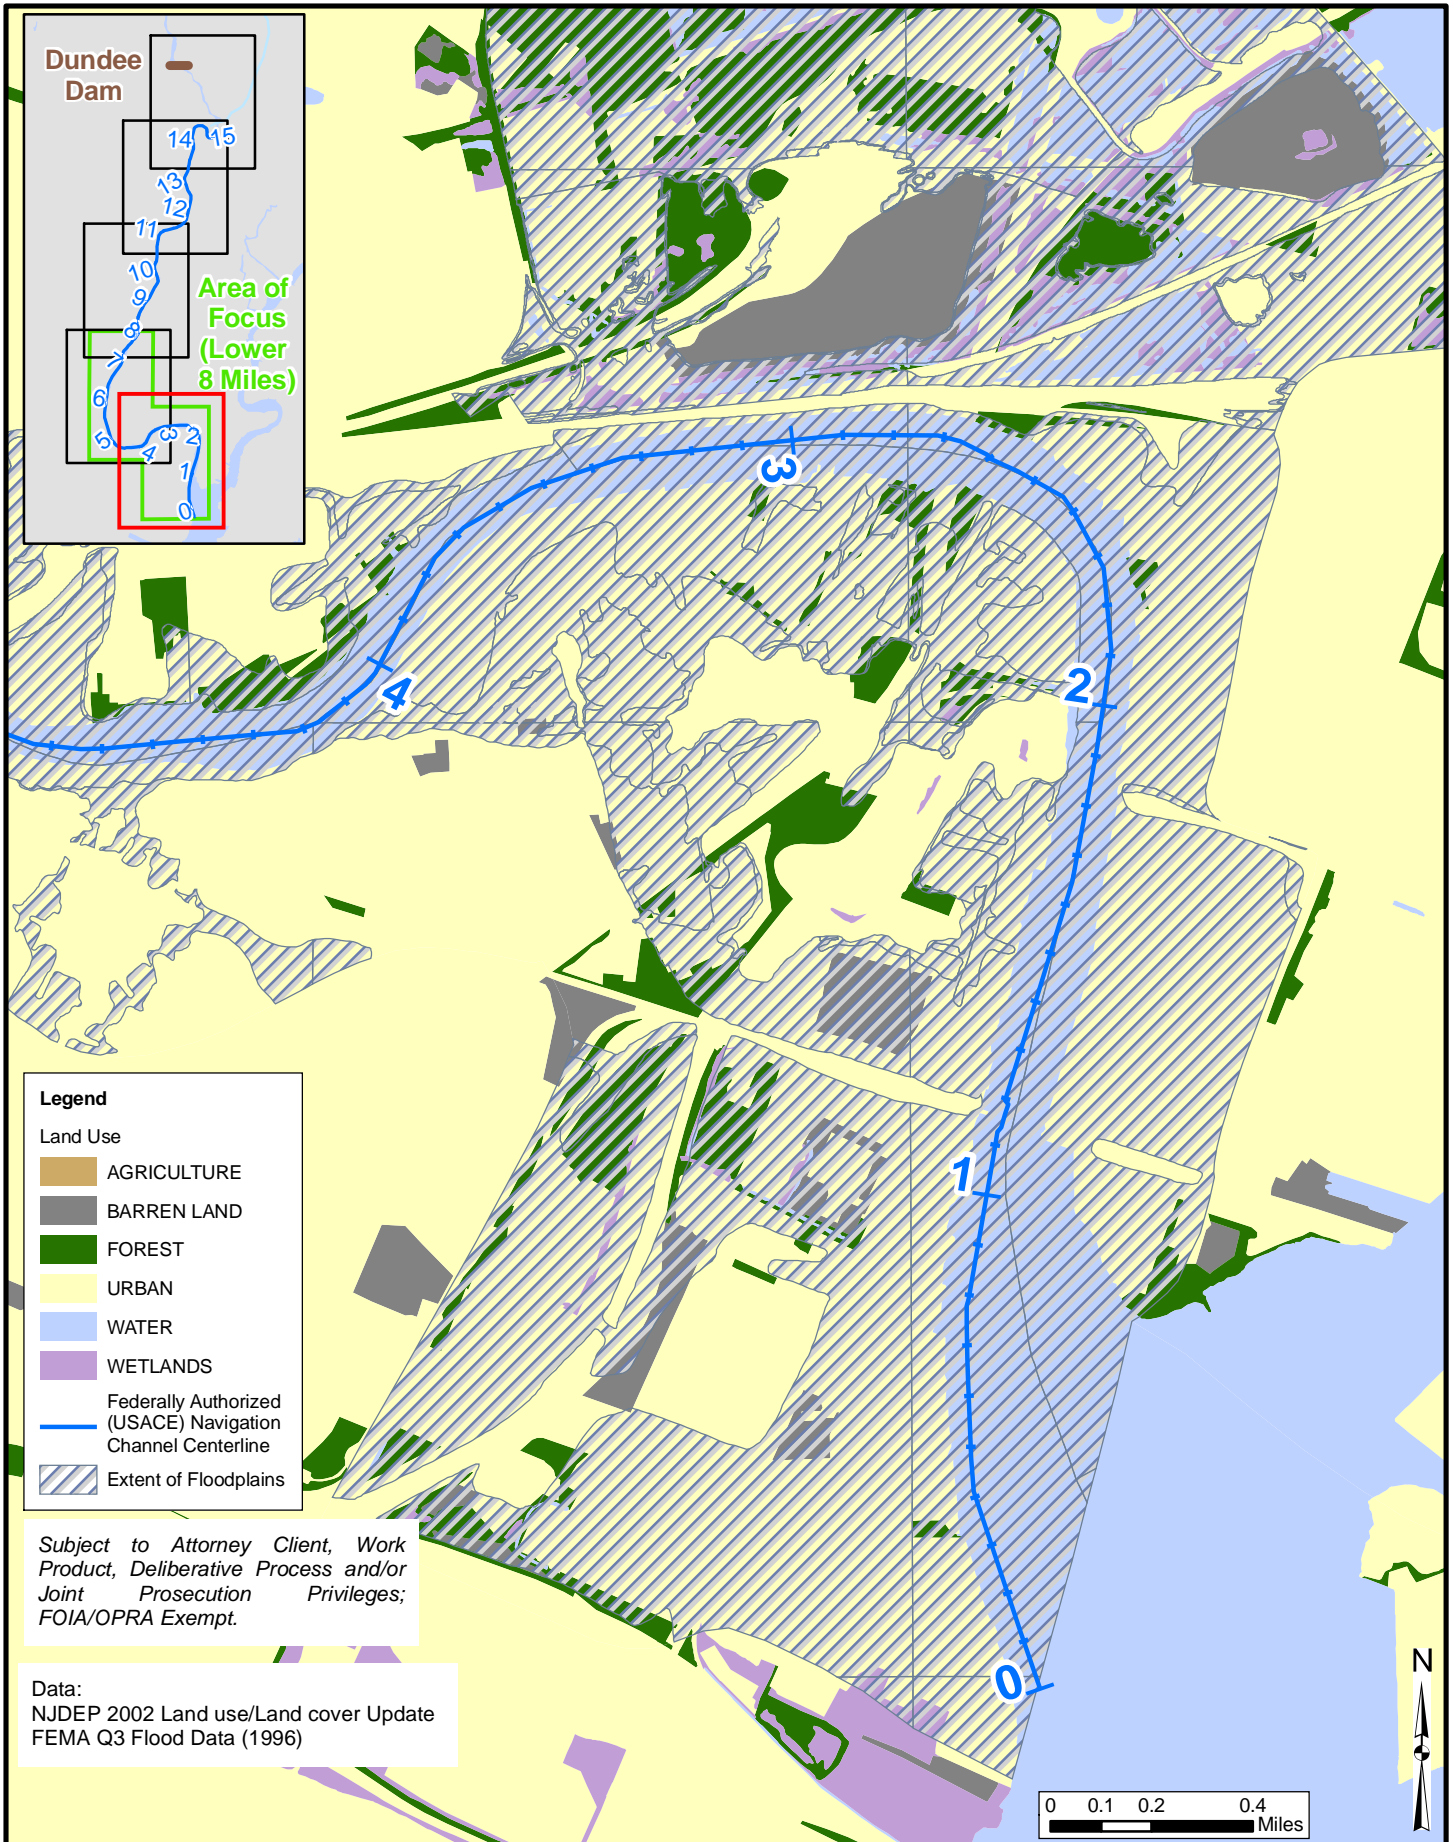 Dundee
Dam
14
15
13
12
11
10
9
8
7
6
5
4
3
2
1
0
Area of
Focus
(Lower
8 Miles)
3
4
2
1
0
Legend
Land Use
AGRICULTURE
BARREN LAND
FOREST
URBAN
WATER
WETLANDS
Federally Authorized
(USACE) Navigation
Channel Centerline
Extent of Floodplains
Subject to Attorney Client, Work
Product, Deliberative Process and/or
Joint Prosecution Privileges;
FOIA/OPRA Exempt.
Data:
NJDEP 2002 Land use/Land cover Update
FEMA Q3 Flood Data (1996)
N
0 0.1 0.2 0.4
Miles